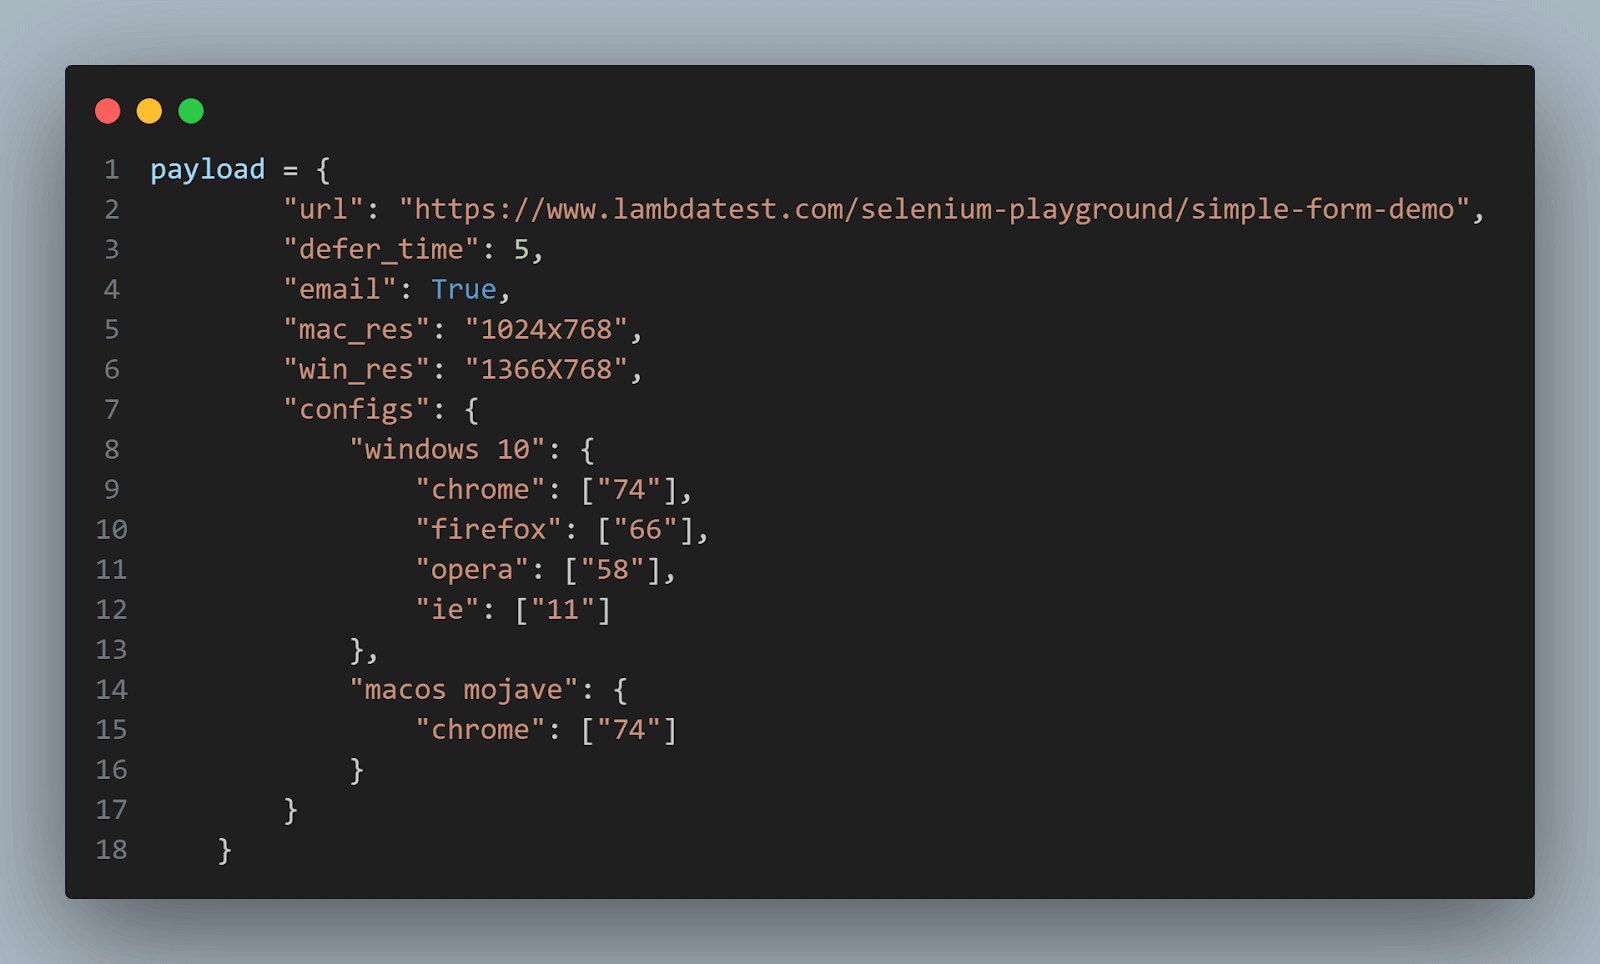 1 payload = {
2         "url": "https://www.lambdatest.com/selenium-playground/simple-form-demo",
3         "defer_time": 5,
4         "email": True,
5         "mac_res": "1024x768",
6         "win_res": "1366X768",
7         "configs": {
8             "windows 10": {
9                 "chrome": ["74"],
10                 "firefox": ["66"],
11                 "opera": ["58"],
12                 "ie": ["11"]
13             },
14             "macos mojave": {
15                 "chrome": ["74"]
16             }
17         }
18     }